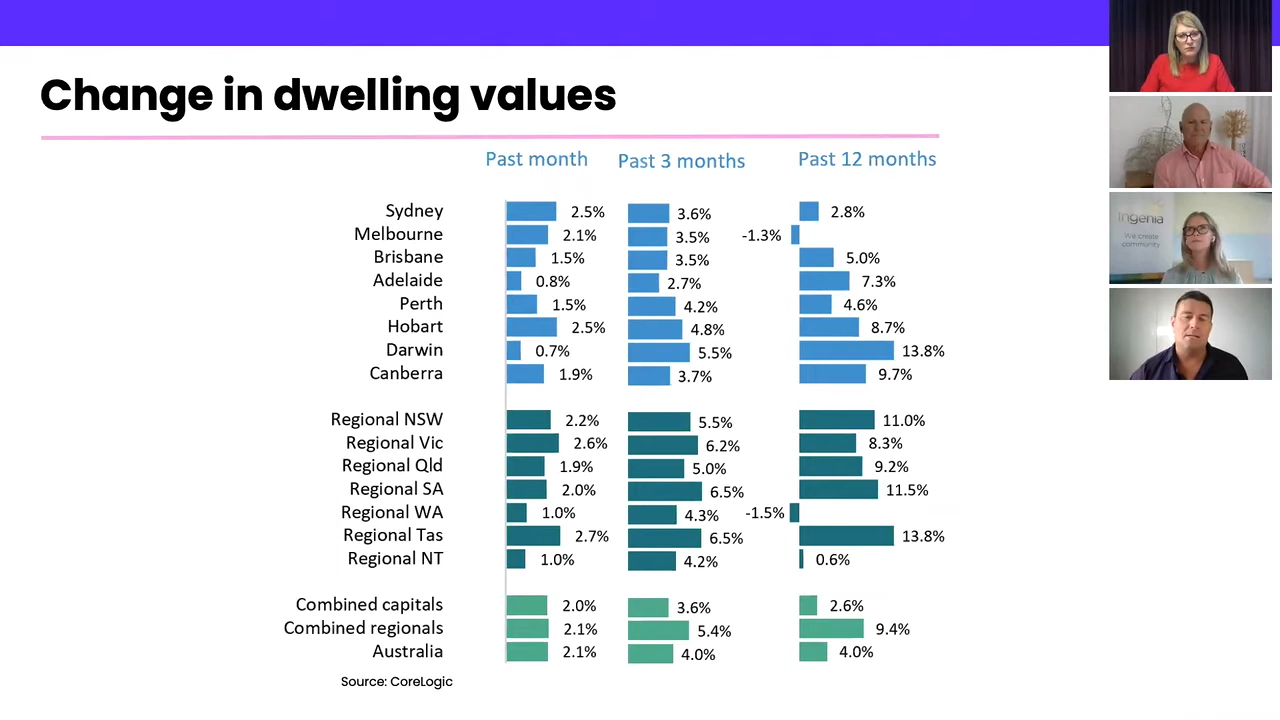 Change in dwelling values
Past month Past 3 months Past 12 months
Sydney 2.5% 3.6% 2.8%
Melbourne 2.1% 3.5% -1.3%
Brisbane 1.5% 3.5% 5.0%
Adelaide 0.8% 2.7% 7.3%
Perth 1.5% 4.2% 4.6%
Hobart 2.5% 4.8% 8.7%
Darwin 0.7% 5.5% 13.8%
Canberra 1.9% 3.7% 9.7%
Regional NSW 2.2% 5.5% 11.0%
Regional Vic 2.6% 6.2% 8.3%
Regional Qld 1.9% 5.0% 9.2%
Regional SA 2.0% 6.5% 11.5%
Regional WA 1.0% 4.3% -1.5%
Regional Tas 2.7% 6.5% 13.8%
Regional NT 1.0% 4.2% 0.6%
Combined capitals 2.0% 3.6% 2.6%
Combined regionals 2.1% 5.4% 9.4%
Australia 2.1% 4.0% 4.0%
Source: CoreLogic
Ingenia
we create
community